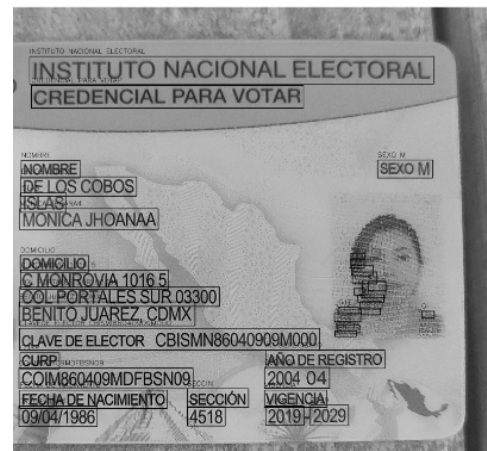 INSTITUTO NACIONAL ELECTORAL
CREDENCIAL PARA VOTAR
NOMBRE
SEXO M
DE LOS COBOS
ISLAS
MONICA JHOANAA
DOMICILIO
C MONROVIA 1016 5
COL PORTALES SUR 03300
BENITO JUAREZ, CDMX
CLAVE DE ELECTOR CBISMN86040909M000
CURP AÑO DE REGISTRO
COIM860409MDFBSN09 2004 04
FECHA DE NACIMIENTO SECCIÓN VIGENCIA
09/04/1986 4518 2019-2029